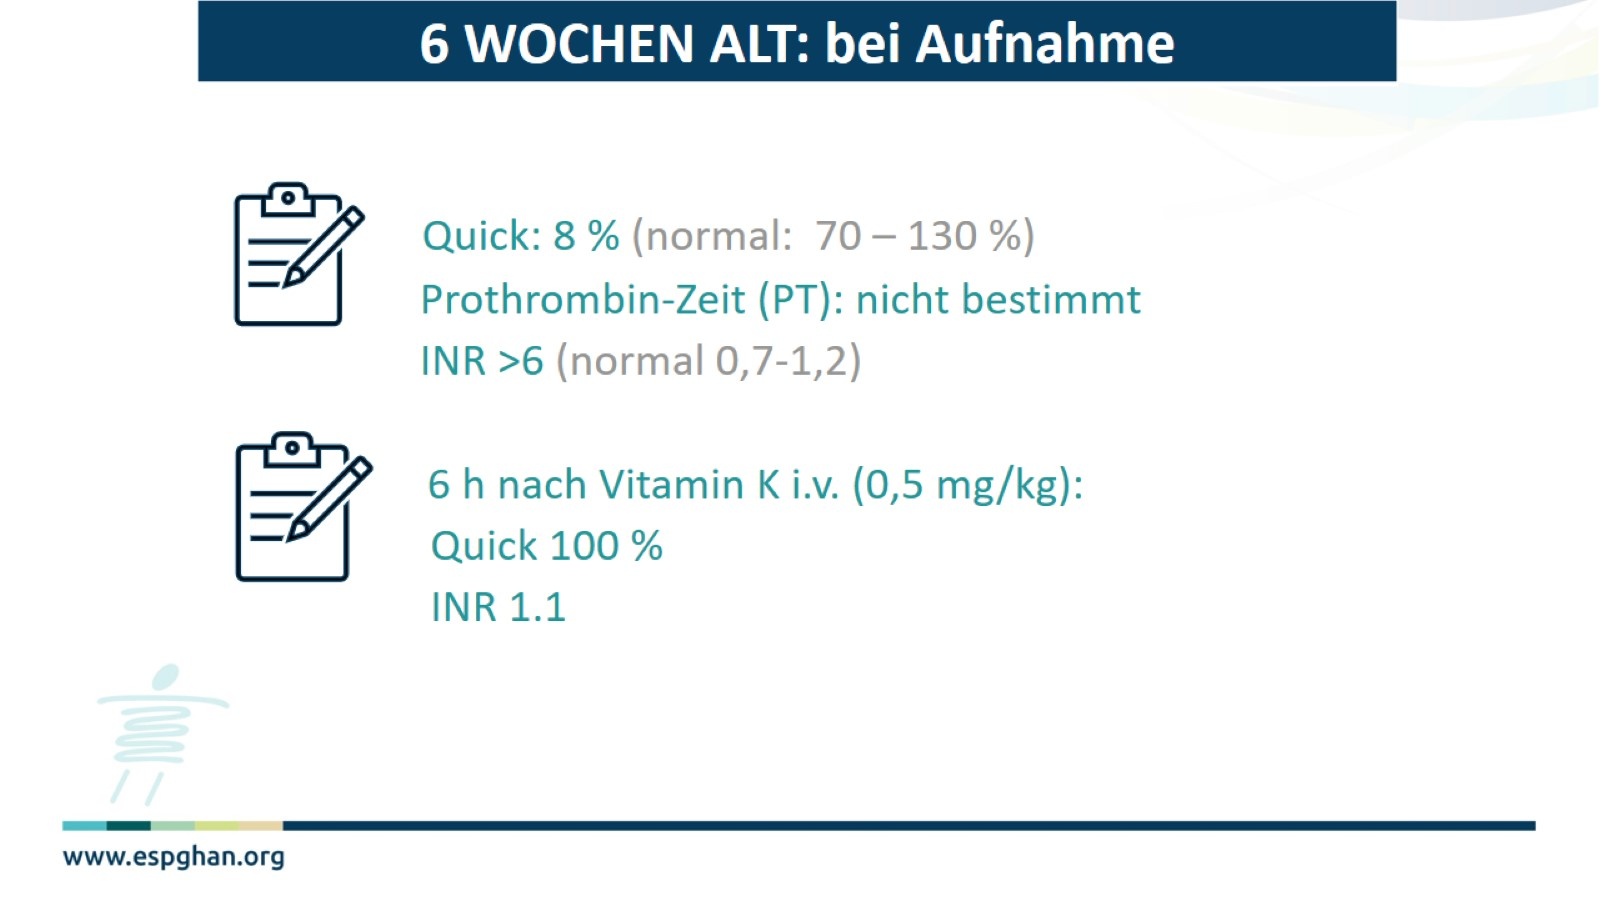 6 WOCHEN ALT: bei Aufnahme
Quick: 8 % (normal: 70 – 130 %)
Prothrombin-Zeit (PT): nicht bestimmt
INR >6 (normal 0,7-1,2)
6 h nach Vitamin K i.v. (0,5 mg/kg):
Quick 100 %
INR 1.1
www.espghan.org